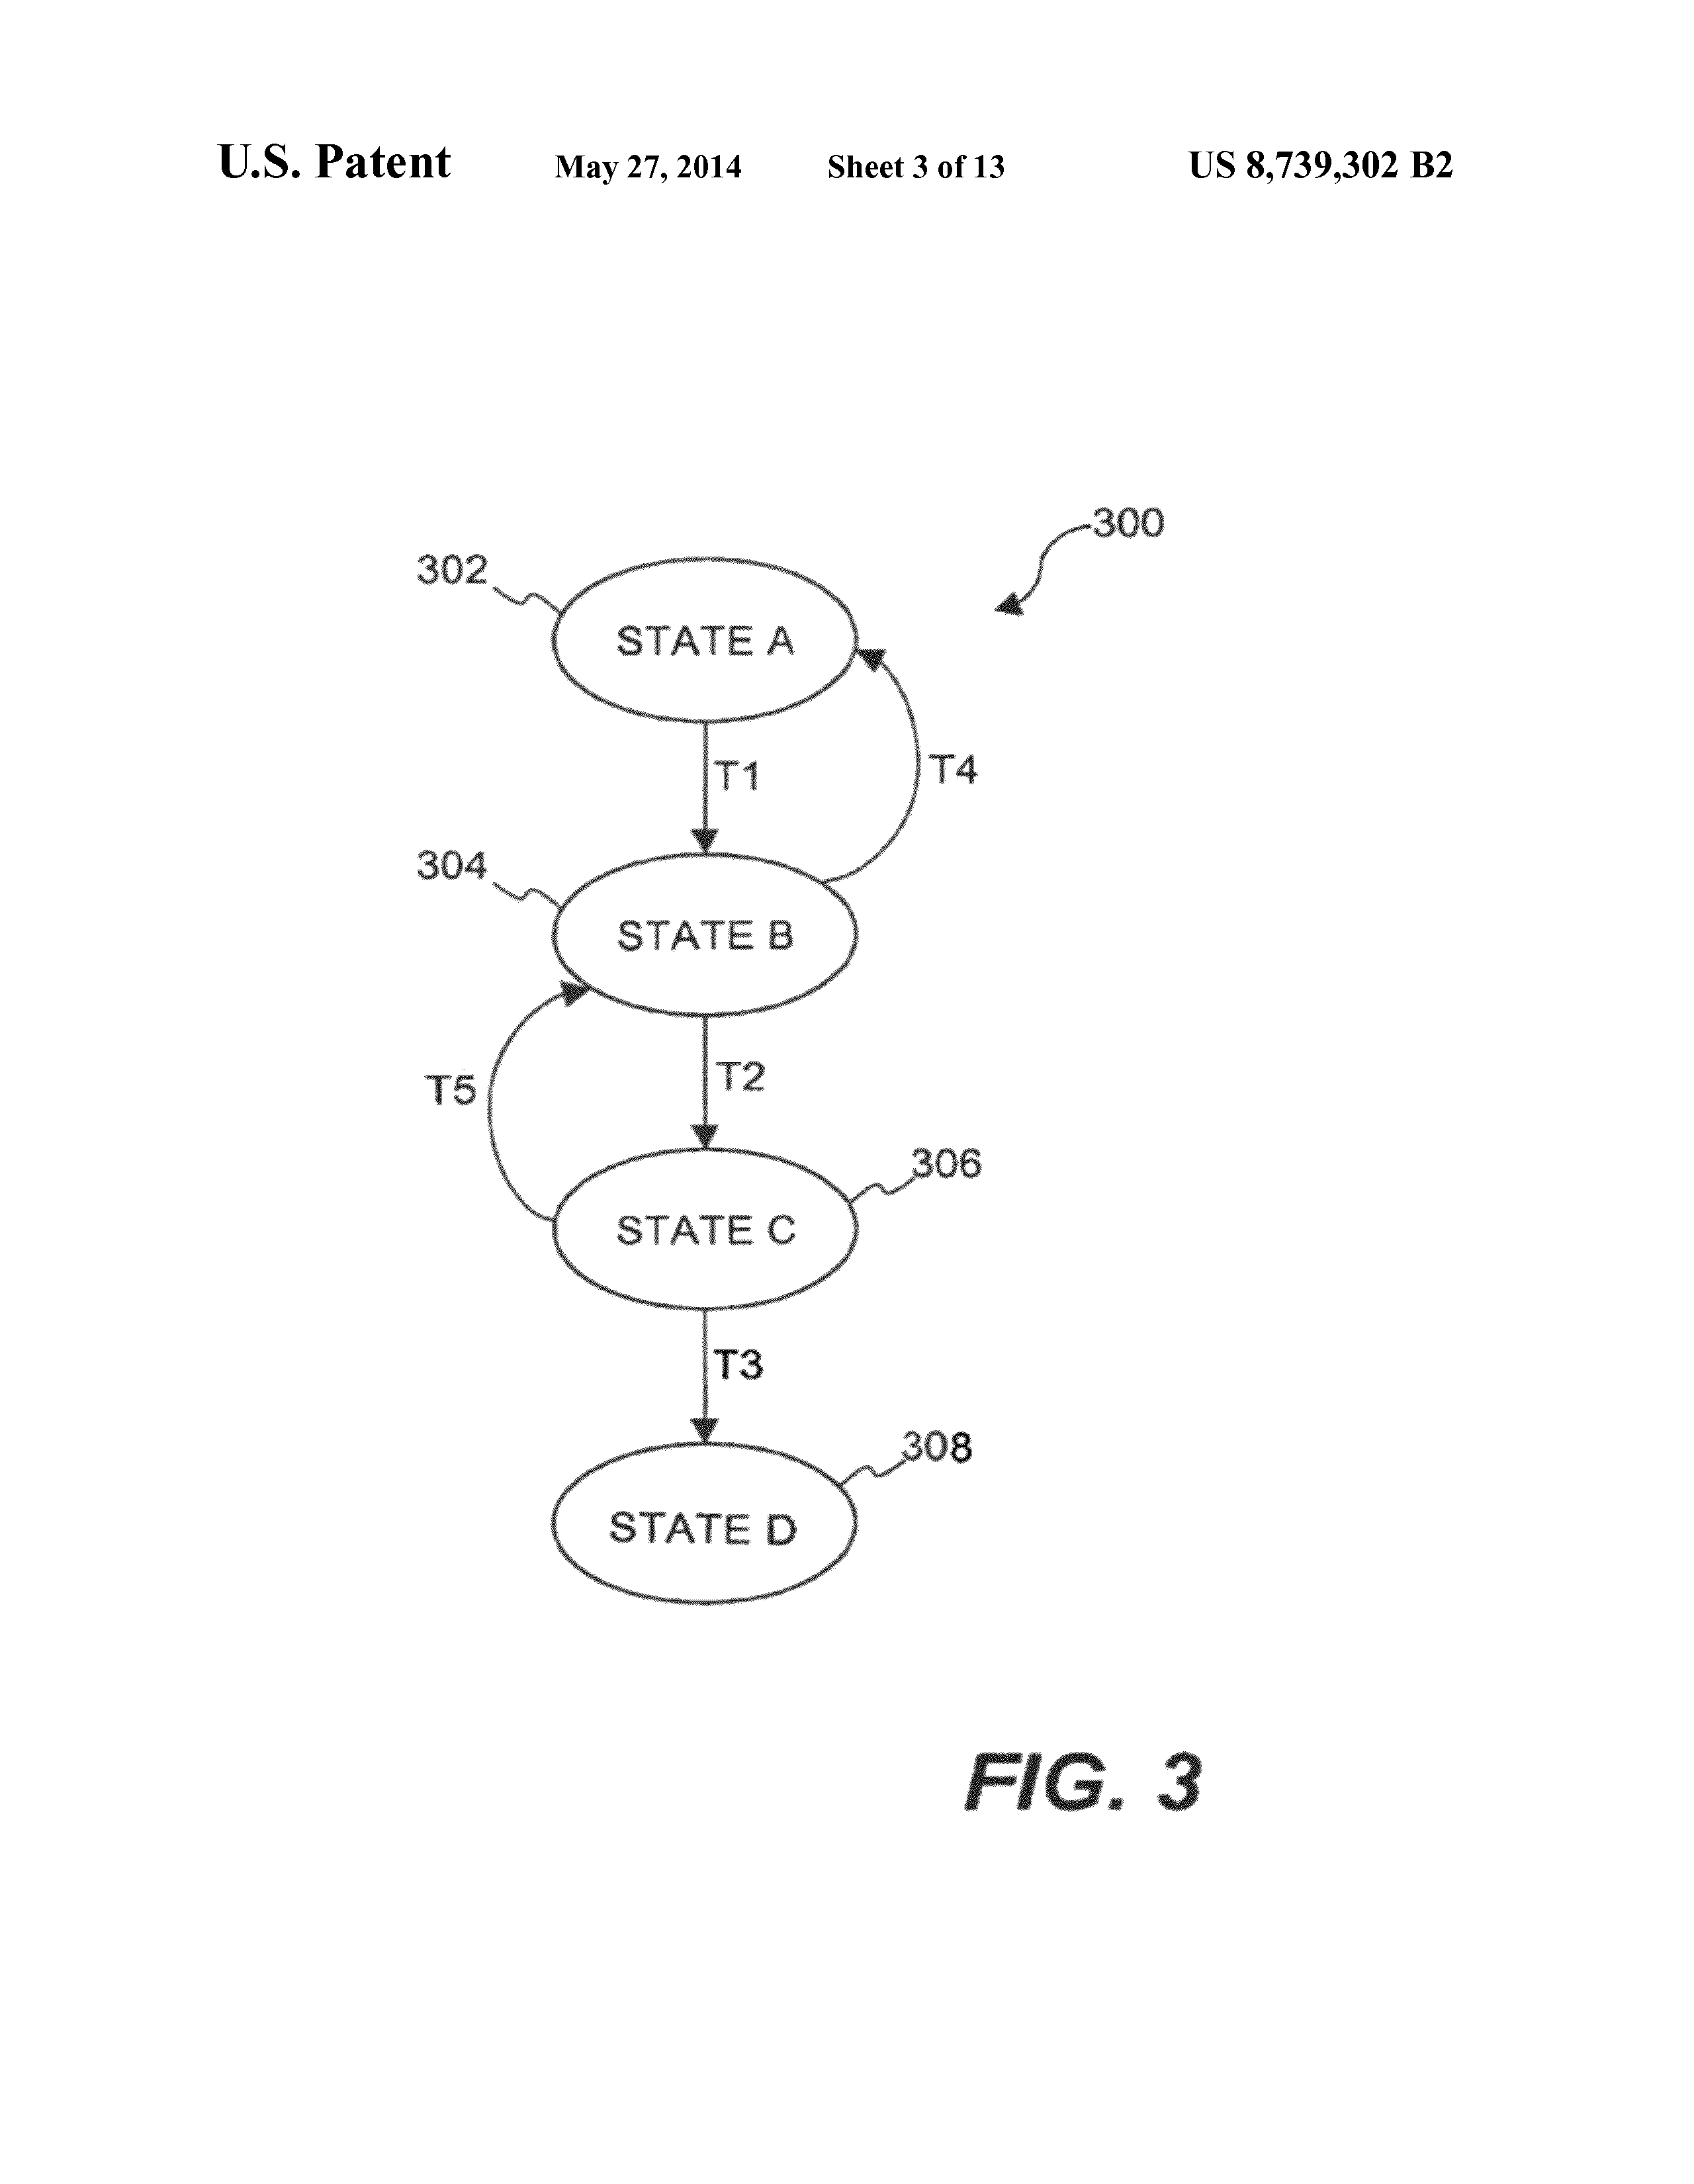 U.S. Patent May 27, 2014 Sheet 3 of 13 US 8,739,302 B2
300
302
STATE A
T1
T4
304
STATE B
T5
T2
306
STATE C
T3
308
STATE D
FIG. 3